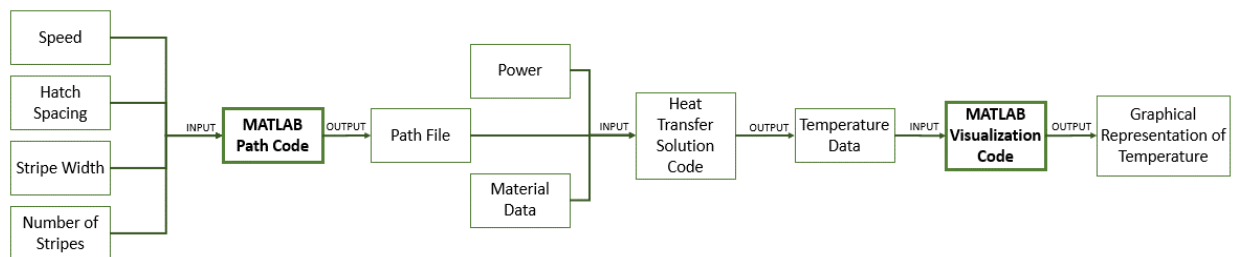 Speed
Hatch
Spacing
Stripe Width
Number of
Stripes
INPUT
MATLAB
Path Code
OUTPUT
Path File
Power
Material
Data
INPUT
Heat
Transfer
Solution
Code
OUTPUT
Temperature
Data
INPUT
MATLAB
Visualization
Code
OUTPUT
Graphical
Representation of
Temperature